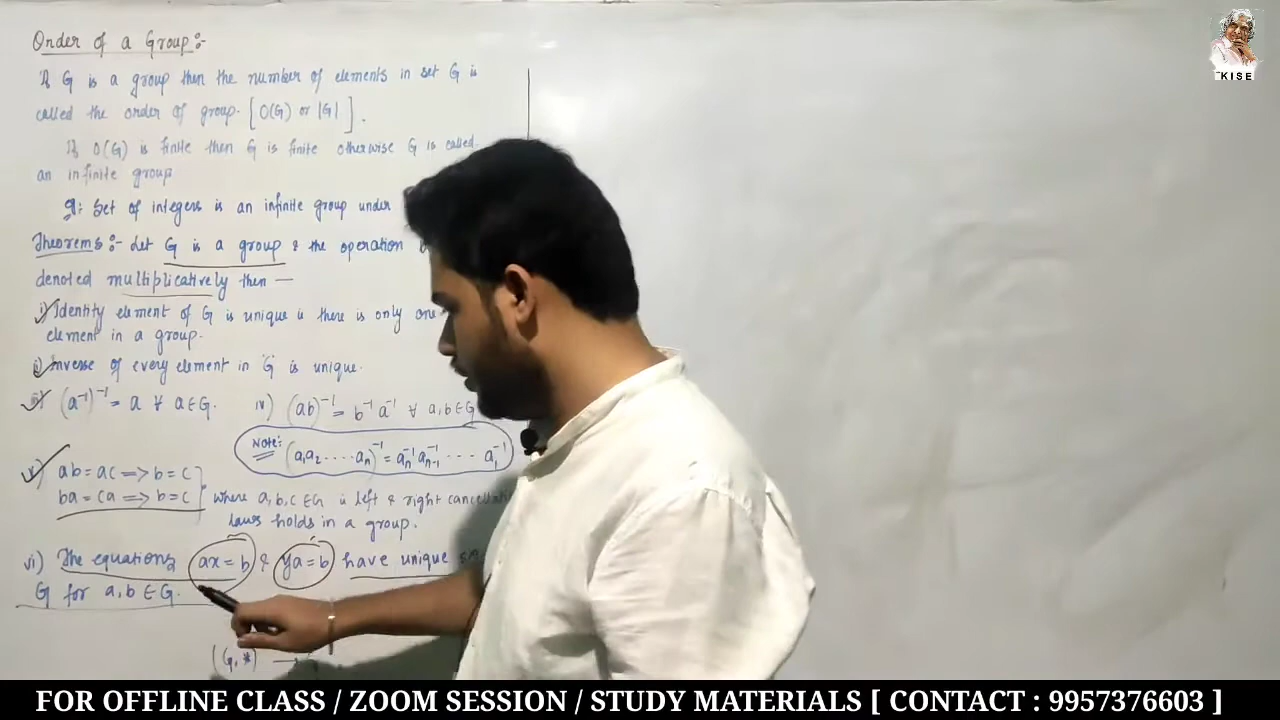 Order of a Group:-
If G is a group then the number of elements in set G is
called the order of group. [O(G) or |G|].
If O(G) is finite then G is finite otherwise G is called
an infinite group
eg: Set of integers is an infinite group under
Theorems:- Let G is a group & the operation
denoted multiplicatively then —
i) Identity element of G is unique ie there is only one
element in a group.
ii) Inverse of every element in G is unique.
iii) (a⁻¹)⁻¹ = a ∀ a∈G. iv) (ab)⁻¹ = b⁻¹ a⁻¹ ∀ a,b∈G
Note: (a₁a₂.....aₙ)⁻¹ = aₙ⁻¹ aₙ₋₁⁻¹ .... a₁⁻¹
v) ab = ac ⟹ b = c
ba = ca ⟹ b = c where a,b,c∈G ie left & right
laws holds in a group.
vi) The equations ax = b & ya = b have unique
G for a,b ∈ G.
(G,*) →
KISE
FOR OFFLINE CLASS / ZOOM SESSION / STUDY MATERIALS [ CONTACT : 9957376603 ]